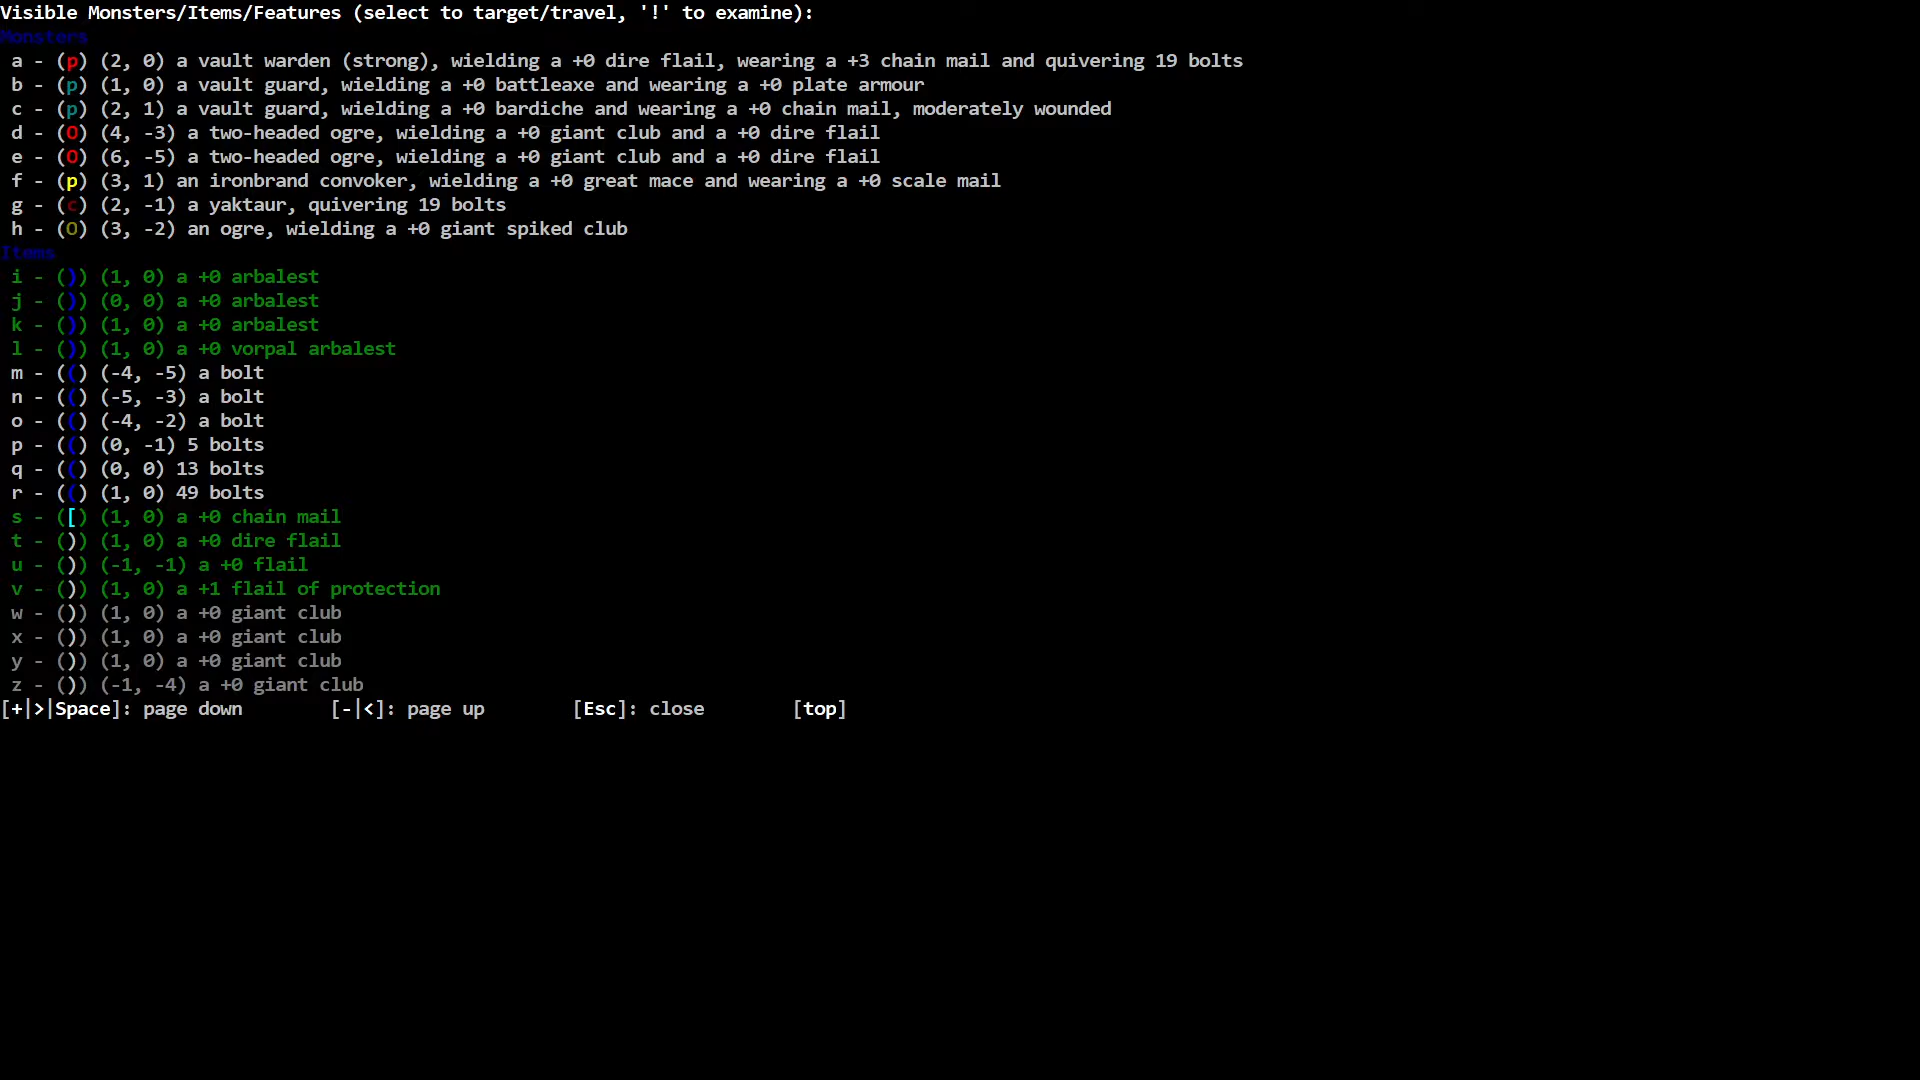 Visible Monsters/Items/Features (select to target/travel, '!' to examine):
Monsters
a - (p) (2, 0) a vault warden (strong), wielding a +0 dire flail, wearing a +3 chain mail and quivering 19 bolts
b - (p) (1, 0) a vault guard, wielding a +0 battleaxe and wearing a +0 plate armour
c - (p) (2, 1) a vault guard, wielding a +0 bardiche and wearing a +0 chain mail, moderately wounded
d - (O) (4, -3) a two-headed ogre, wielding a +0 giant club and a +0 dire flail
e - (O) (6, -5) a two-headed ogre, wielding a +0 giant club and a +0 dire flail
f - (p) (3, 1) an ironbrand convoker, wielding a +0 great mace and wearing a +0 scale mail
g - (c) (2, -1) a yaktaur, quivering 19 bolts
h - (O) (3, -2) an ogre, wielding a +0 giant spiked club
Items
i - ()) (1, 0) a +0 arbalest
j - ()) (0, 0) a +0 arbalest
k - ()) (1, 0) a +0 arbalest
l - ()) (1, 0) a +0 vorpal arbalest
m - (() (-4, -5) a bolt
n - (() (-5, -3) a bolt
o - (() (-4, -2) a bolt
p - (() (0, -1) 5 bolts
q - (() (0, 0) 13 bolts
r - (() (1, 0) 49 bolts
s - ([) (1, 0) a +0 chain mail
t - ()) (1, 0) a +0 dire flail
u - ()) (-1, -1) a +0 flail
v - ()) (1, 0) a +1 flail of protection
w - ()) (1, 0) a +0 giant club
x - ()) (1, 0) a +0 giant club
y - ()) (1, 0) a +0 giant club
z - ()) (-1, -4) a +0 giant club
[+|>|Space]: page down [-|<]: page up [Esc]: close [top]